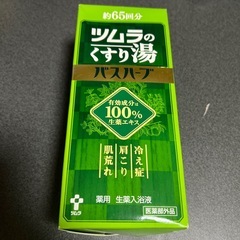 約65回分
ツムラの
くすり湯
バスハーブ
有効成分は
100%
生薬エキス
冷え症
肩こり
肌荒れ
薬用 生薬入浴液
医薬部外品
ツムラ